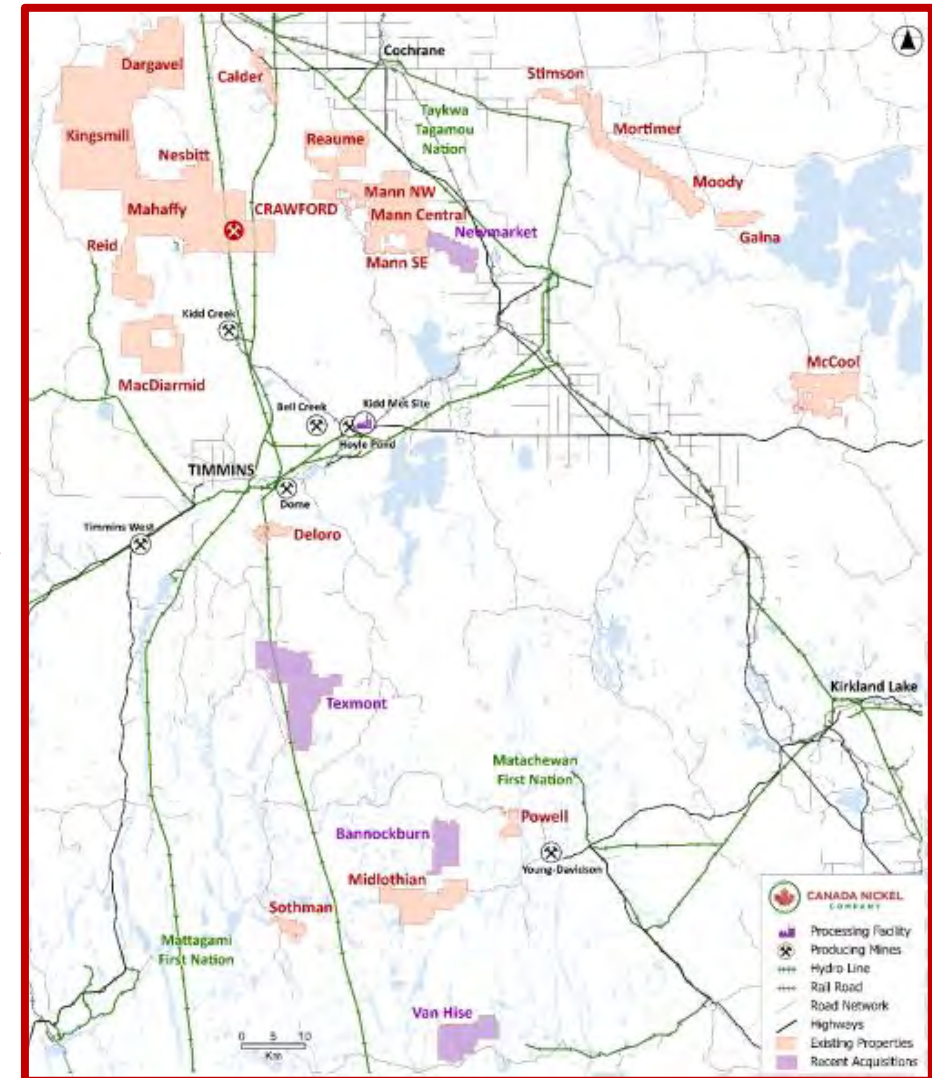 Cochrane
Dargavel
Calder
Stimson
Taykwa
Tagamou
Nation
Mortimer
Kingsmill
Reaume
Nesbitt
Moody
Mann NW
Mahaffy
CRAWFORD
Mann Central
Newmarket
Galna
Reid
Mann SE
Kidd Creek
McCool
MacDiarmid
Bell Creek
Kidd Met Site
Hoyle Pond
TIMMINS
Dome
Timmins West
Deloro
Texmont
Kirkland Lake
Matachewan
First Nation
Powell
Bannockburn
Young-Davidson
Midlothian
Sothman
Mattagami
First Nation
Van Hise
0 5 10
Km
CANADA NICKEL
COMPANY
Processing Facility
Producing Mines
Hydro Line
Rail Road
Road Network
Highways
Existing Properties
Recent Acquisitions